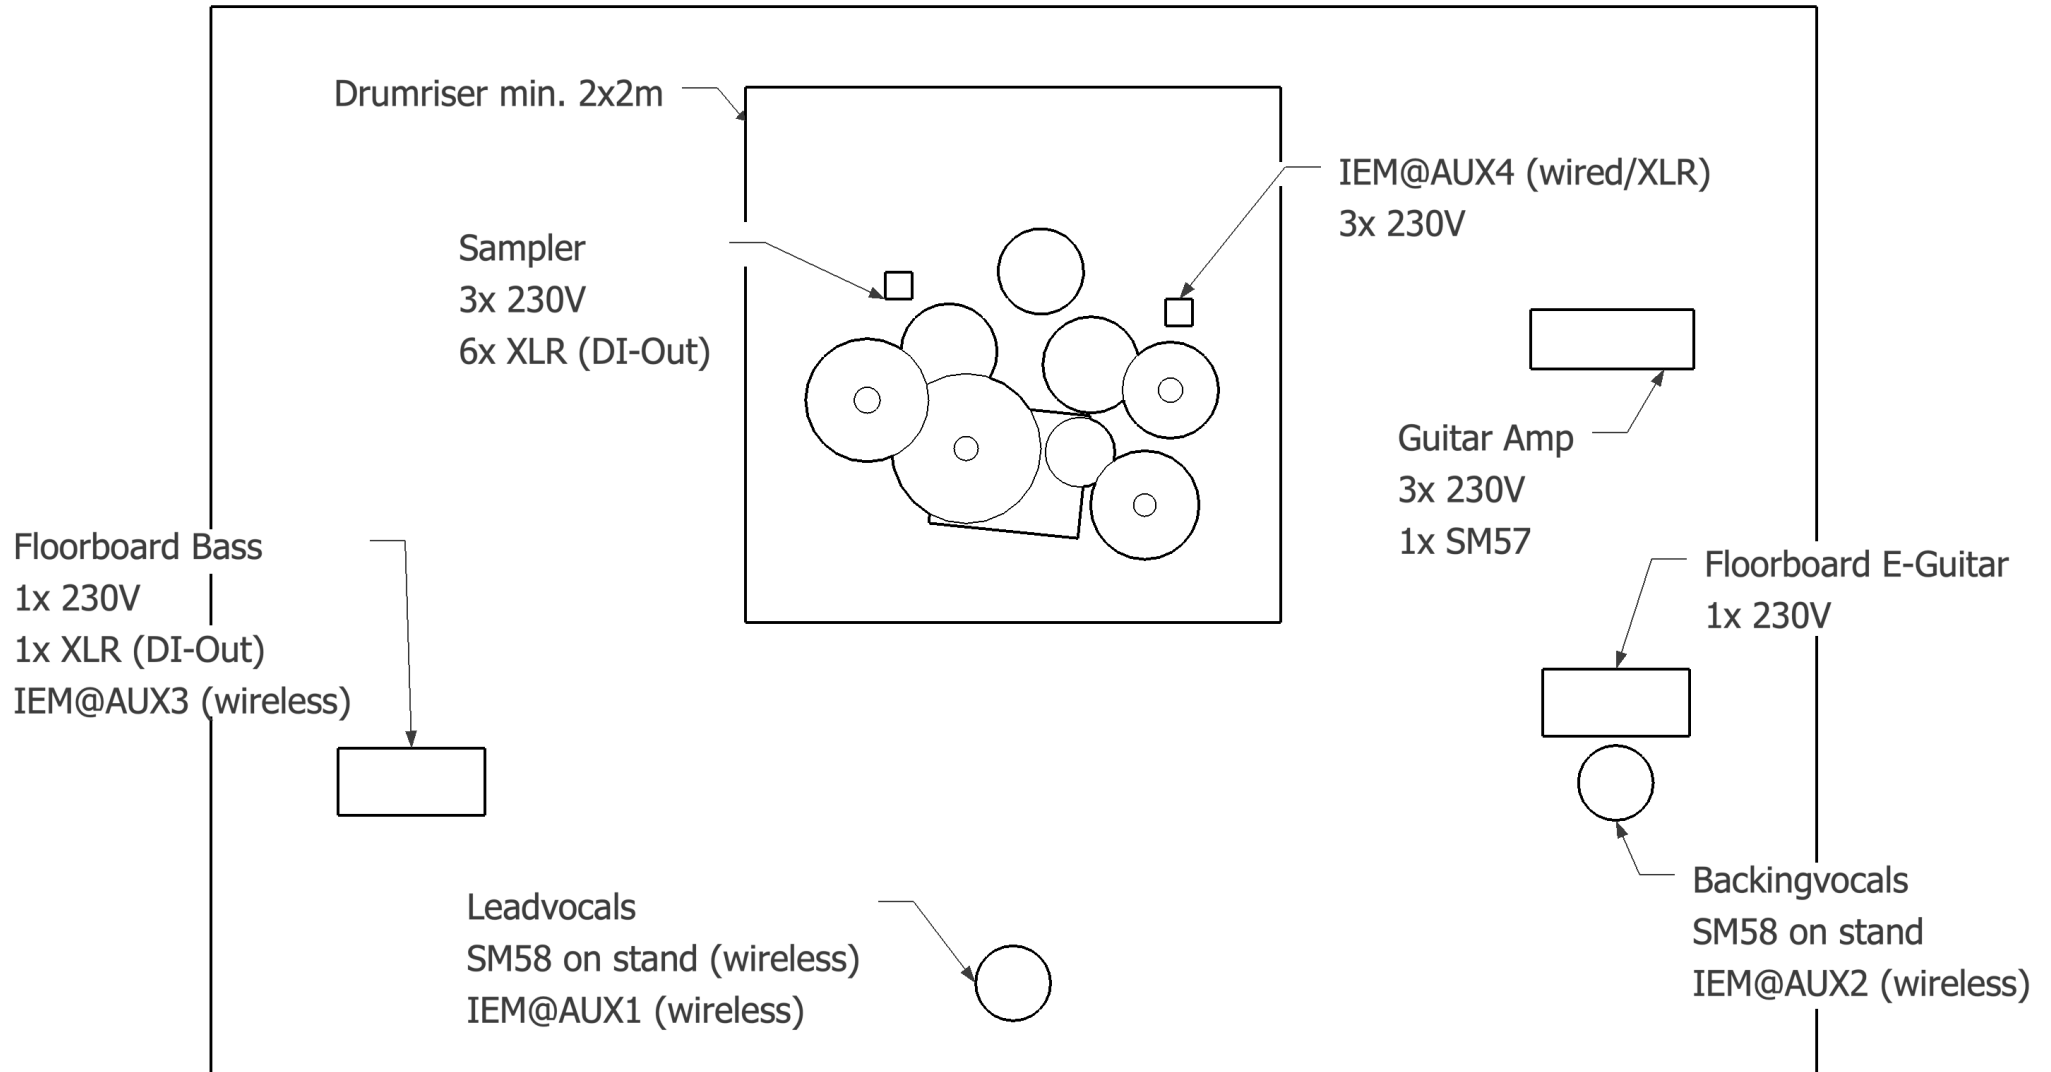 Drumriser min. 2x2m
IEM@AUX4 (wired/XLR)
3x 230V
Sampler
3x 230V
6x XLR (DI-Out)
Guitar Amp
3x 230V
1x SM57
Floorboard Bass
1x 230V
1x XLR (DI-Out)
IEM@AUX3 (wireless)
Floorboard E-Guitar
1x 230V
Leadvocals
SM58 on stand (wireless)
IEM@AUX1 (wireless)
Backingvocals
SM58 on stand
IEM@AUX2 (wireless)